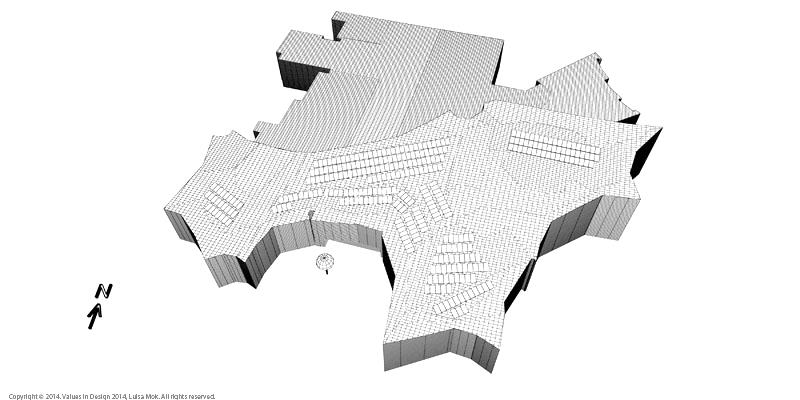 N
Copyright © 2014. Values in Design 2014, Luisa Mok. All rights reserved.